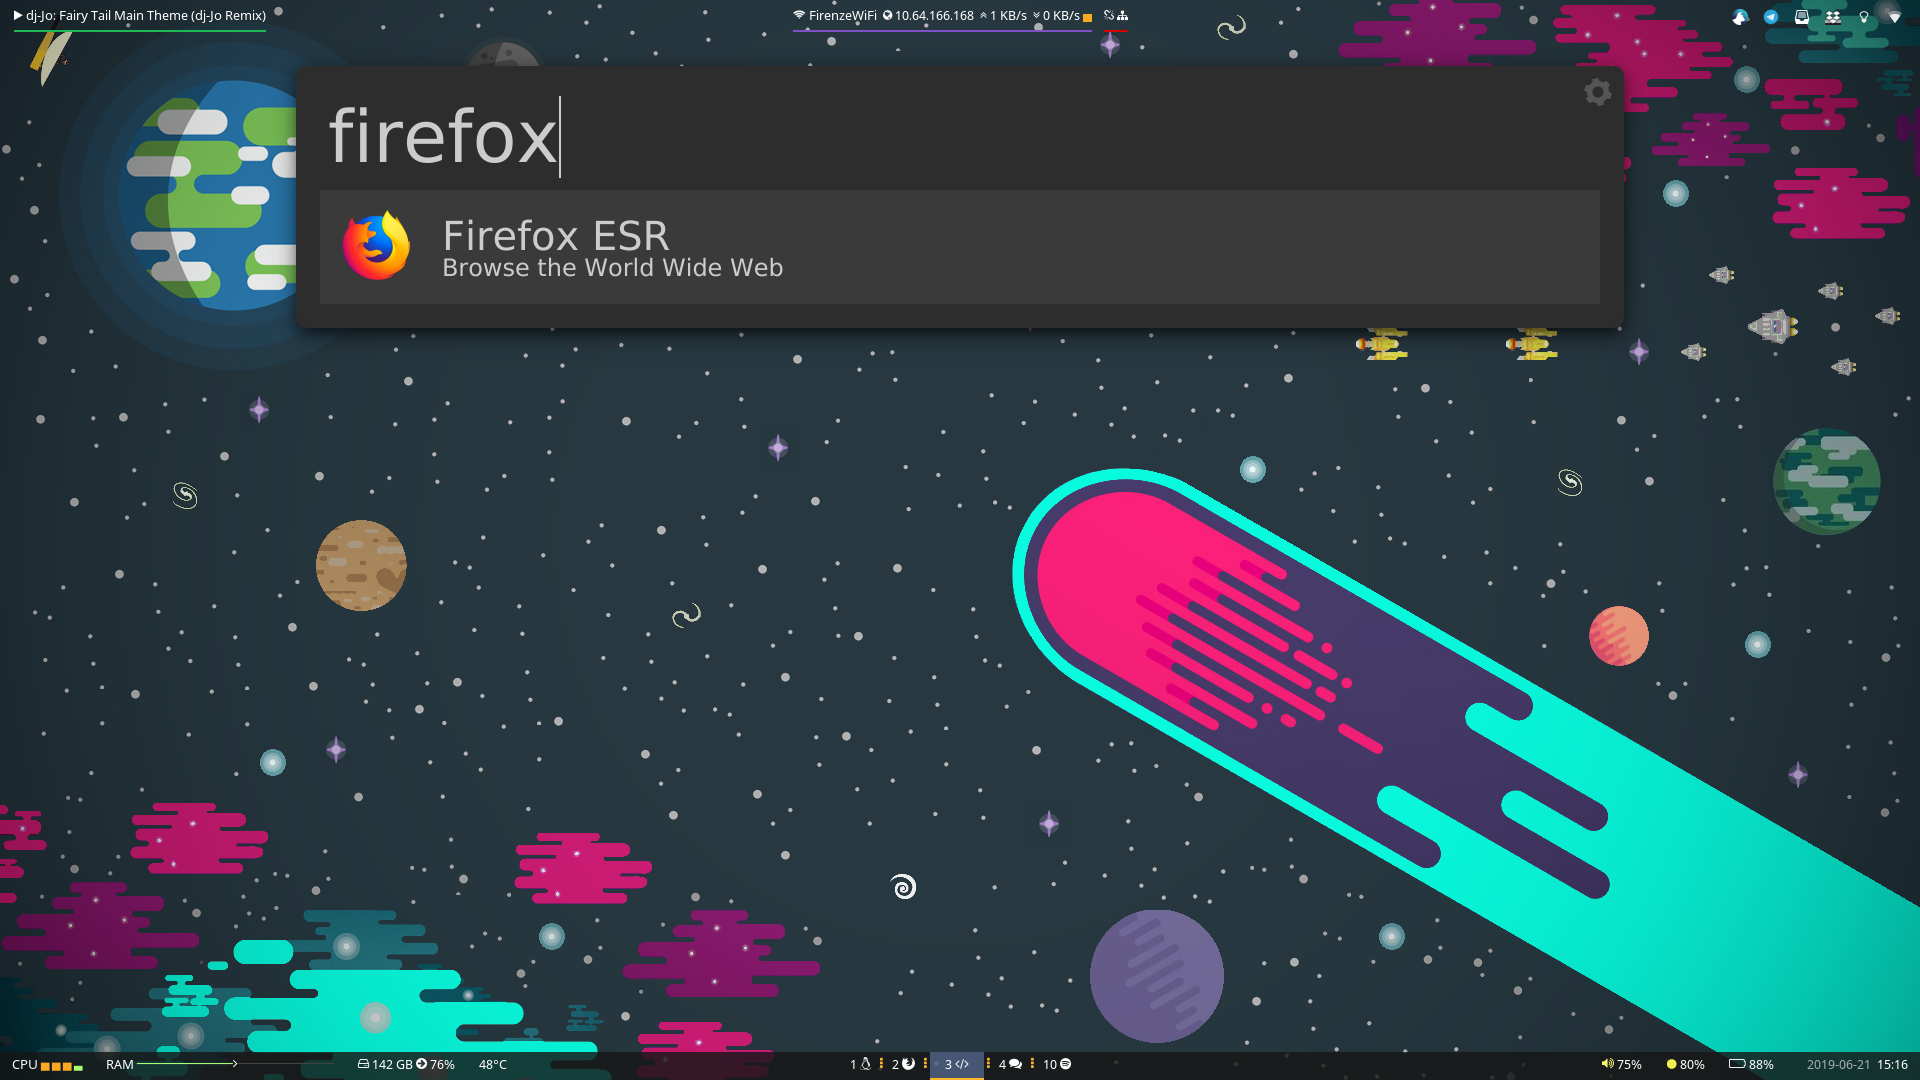 dj-Jo: Fairy Tail Main Theme (dj-Jo Remix)
FirenzeWiFi 10.64.166.168 1 KB/s 0 KB/s
firefox
Firefox ESR
Browse the World Wide Web
CPU RAM 142 GB 76% 48°C 1 2 3 </> 4 10 75% 80% 88% 2019-06-21 15:16